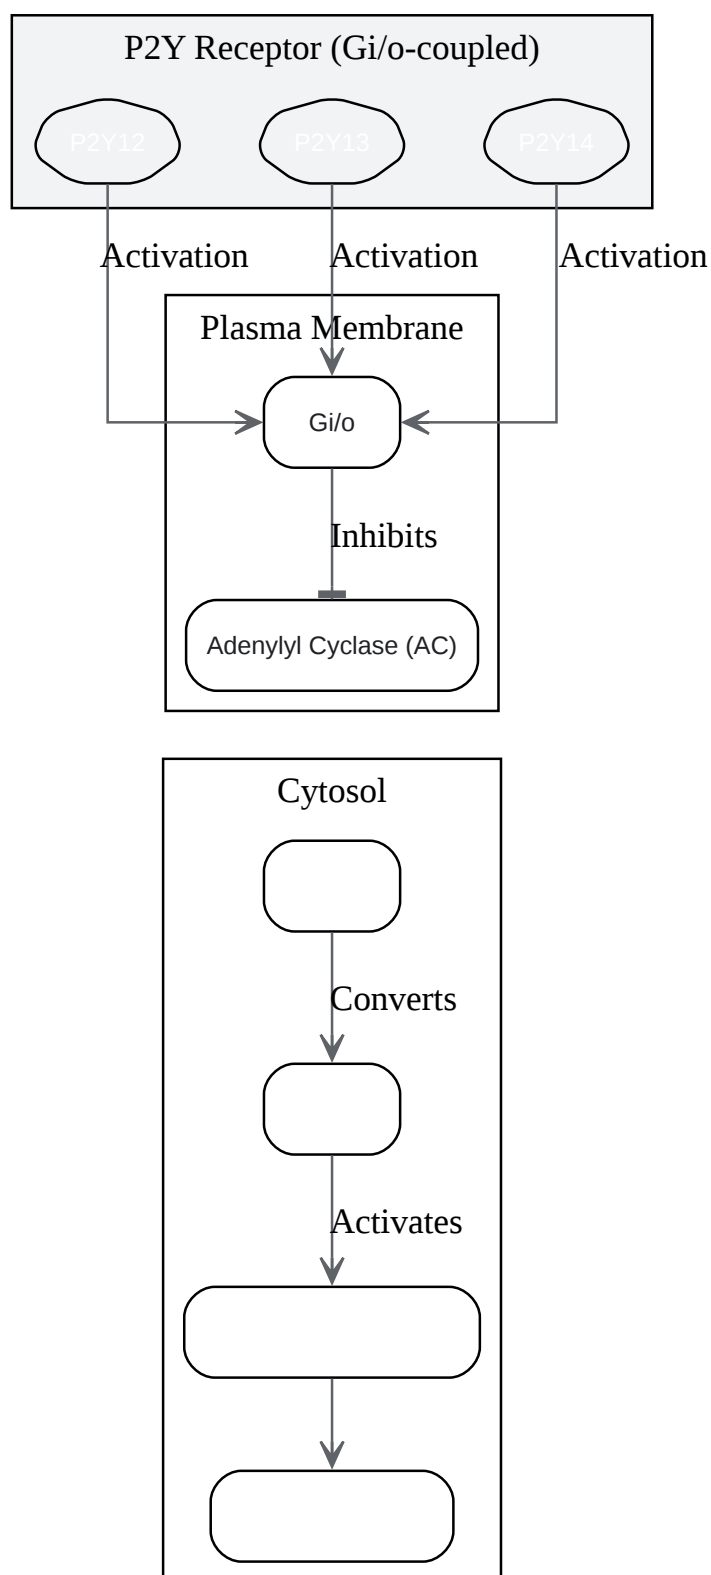 P2Y Receptor (Gi/o-coupled)
P2Y12
P2Y13
P2Y14
Activation
Activation
Activation
Plasma Membrane
Gi/o
Inhibits
Adenylyl Cyclase (AC)
Cytosol
Converts
Activates